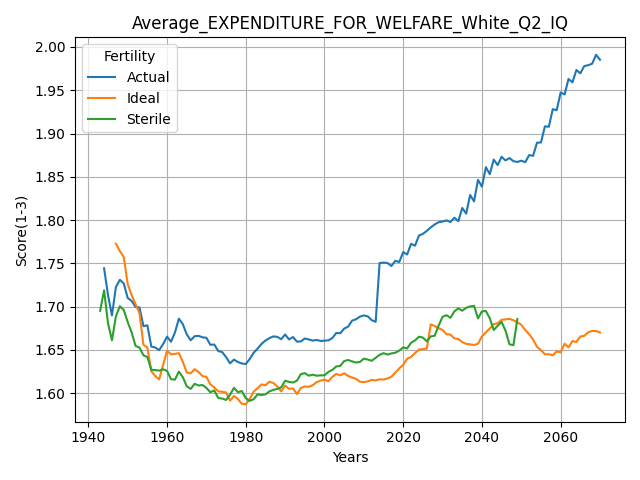 Average_EXPENDITURE_FOR_WELFARE_White_Q2_IQ
Fertility
Actual
Ideal
Sterile
Score(1-3)
2.00
1.95
1.90
1.85
1.80
1.75
1.70
1.65
1.60
1940 1960 1980 2000 2020 2040 2060
Years